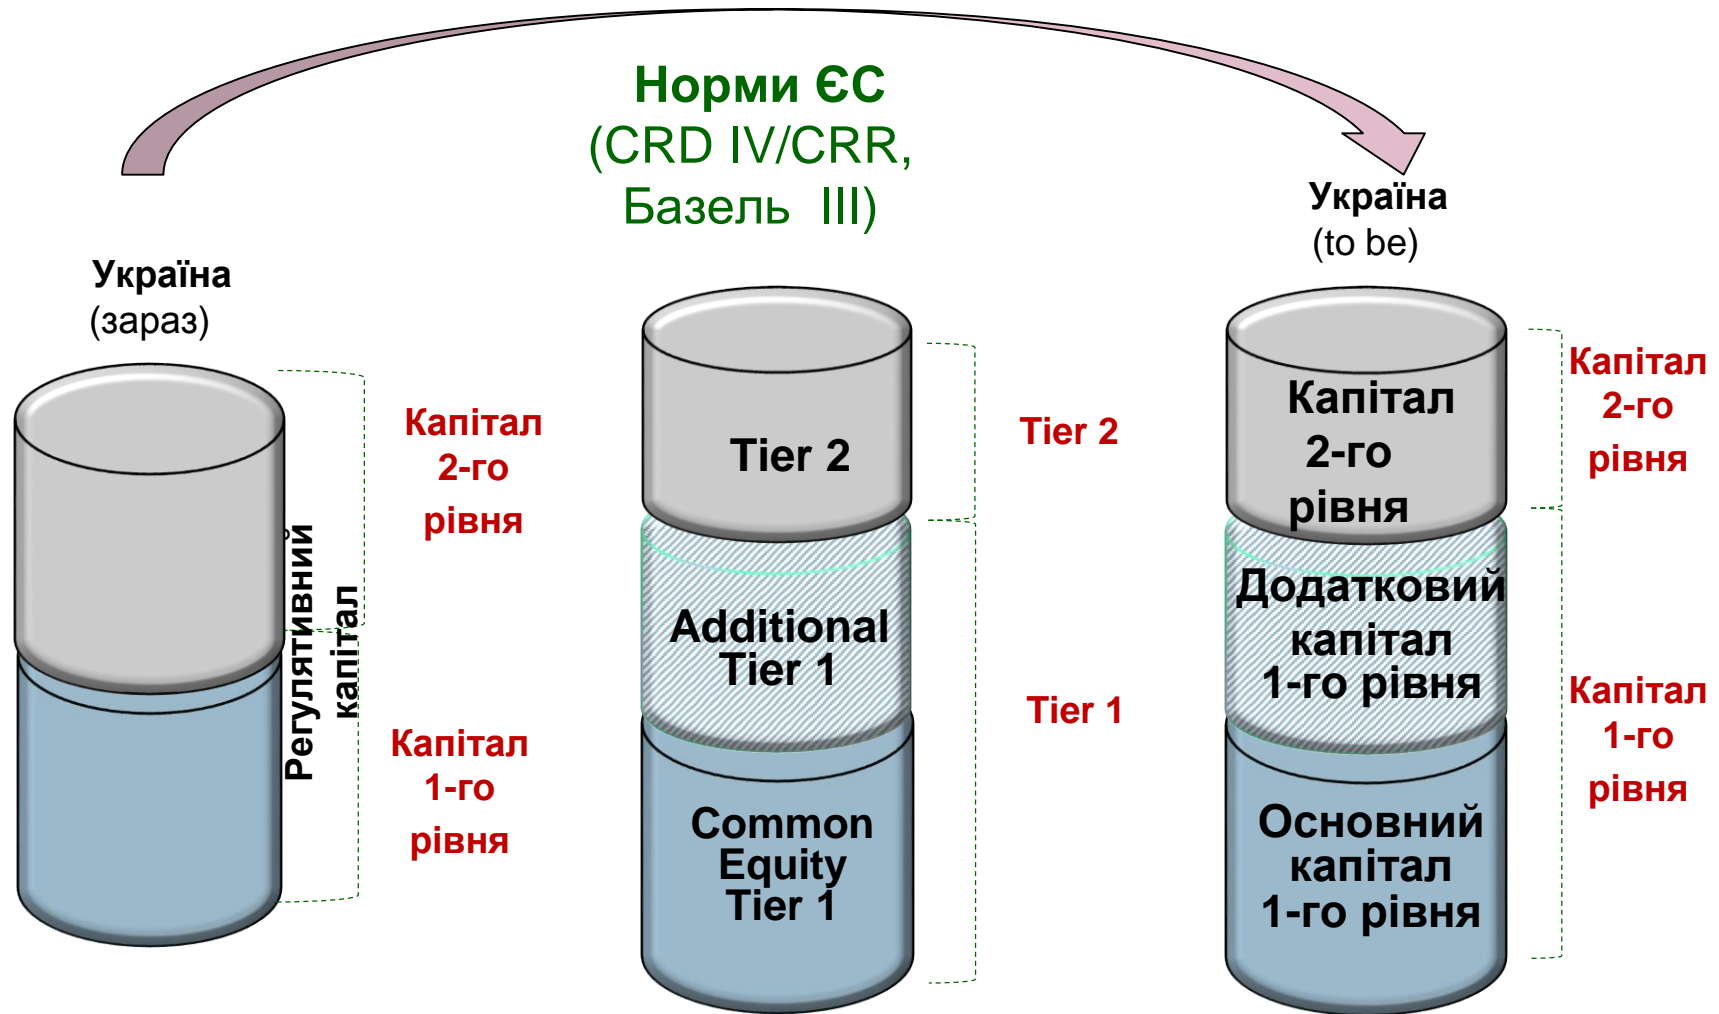 Норми ЄС
(CRD IV/CRR,
Базель III)
Україна
(зараз)
Україна
(to be)
Регулятивний
капітал
Капітал
2-го
рівня
Капітал
1-го
рівня
Tier 2
Additional
Tier 1
Common
Equity
Tier 1
Tier 2
Tier 1
Капітал
2-го
рівня
Додатковий
капітал
1-го рівня
Основний
капітал
1-го рівня
Капітал
2-го
рівня
Капітал
1-го
рівня